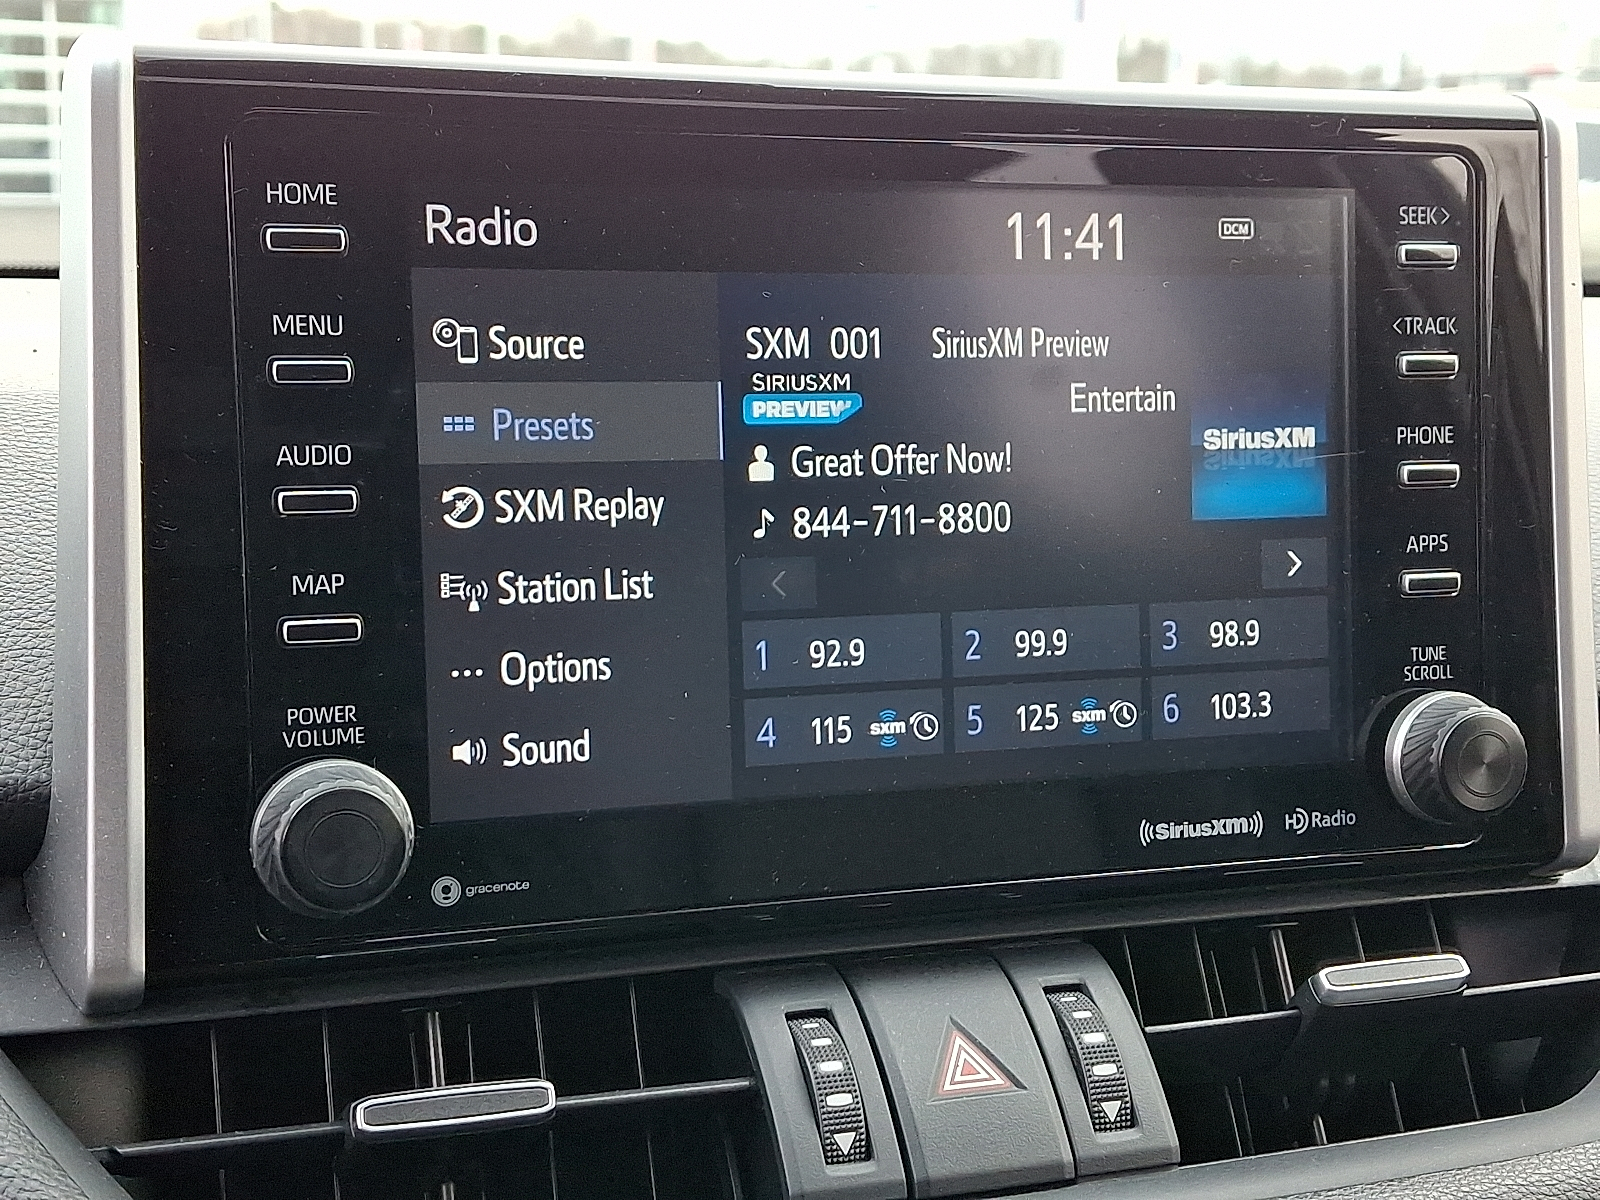 HOME
MENU
AUDIO
MAP
POWER
VOLUME
Radio
11:41
DCM
Source
Presets
SXM Replay
Station List
Options
Sound
SXM 001 SiriusXM Preview
SIRIUSXM
PREVIEW
Entertain
SiriusXM
Great Offer Now!
844-711-8800
1 92.9
2 99.9
3 98.9
4 115 sxm
5 125 sxm
6 103.3
SEEK>
<TRACK
PHONE
APPS
TUNE
SCROLL
gracenote
SiriusXM
HD Radio